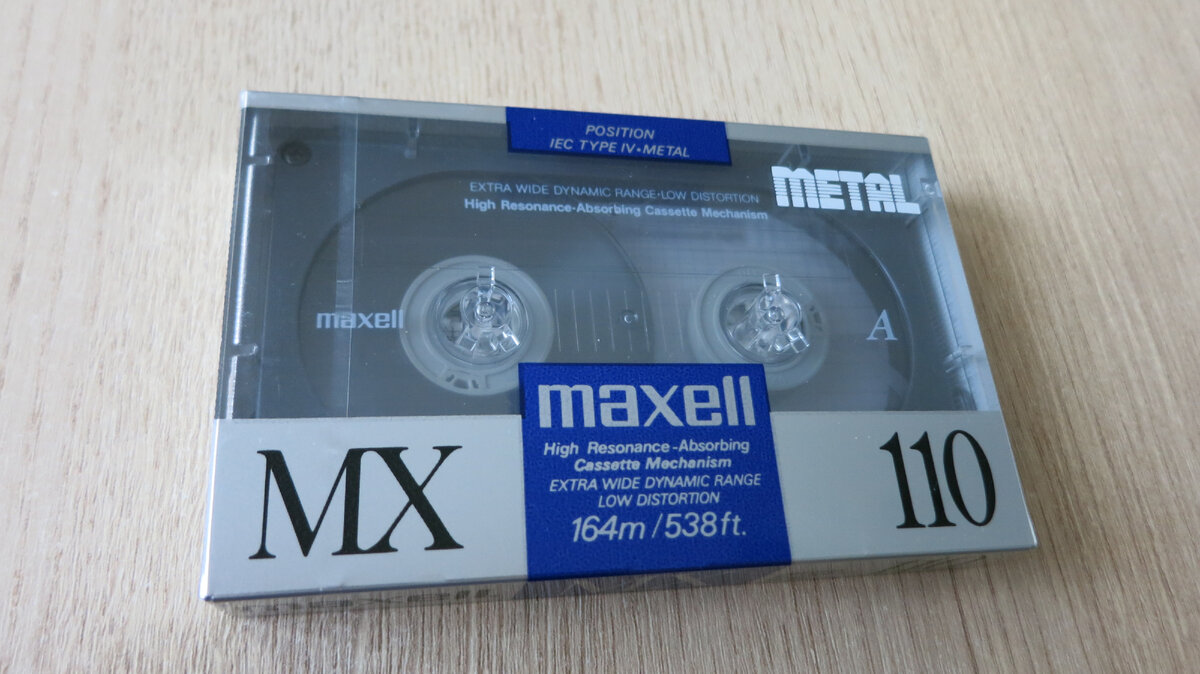 POSITION
IEC TYPE IV•METAL
METAL
EXTRA WIDE DYNAMIC RANGE•LOW DISTORTION
High Resonance-Absorbing Cassette Mechanism
maxell
A
maxell
High Resonance-Absorbing
Cassette Mechanism
EXTRA WIDE DYNAMIC RANGE
LOW DISTORTION
164m/538ft.
MX
110
maxell